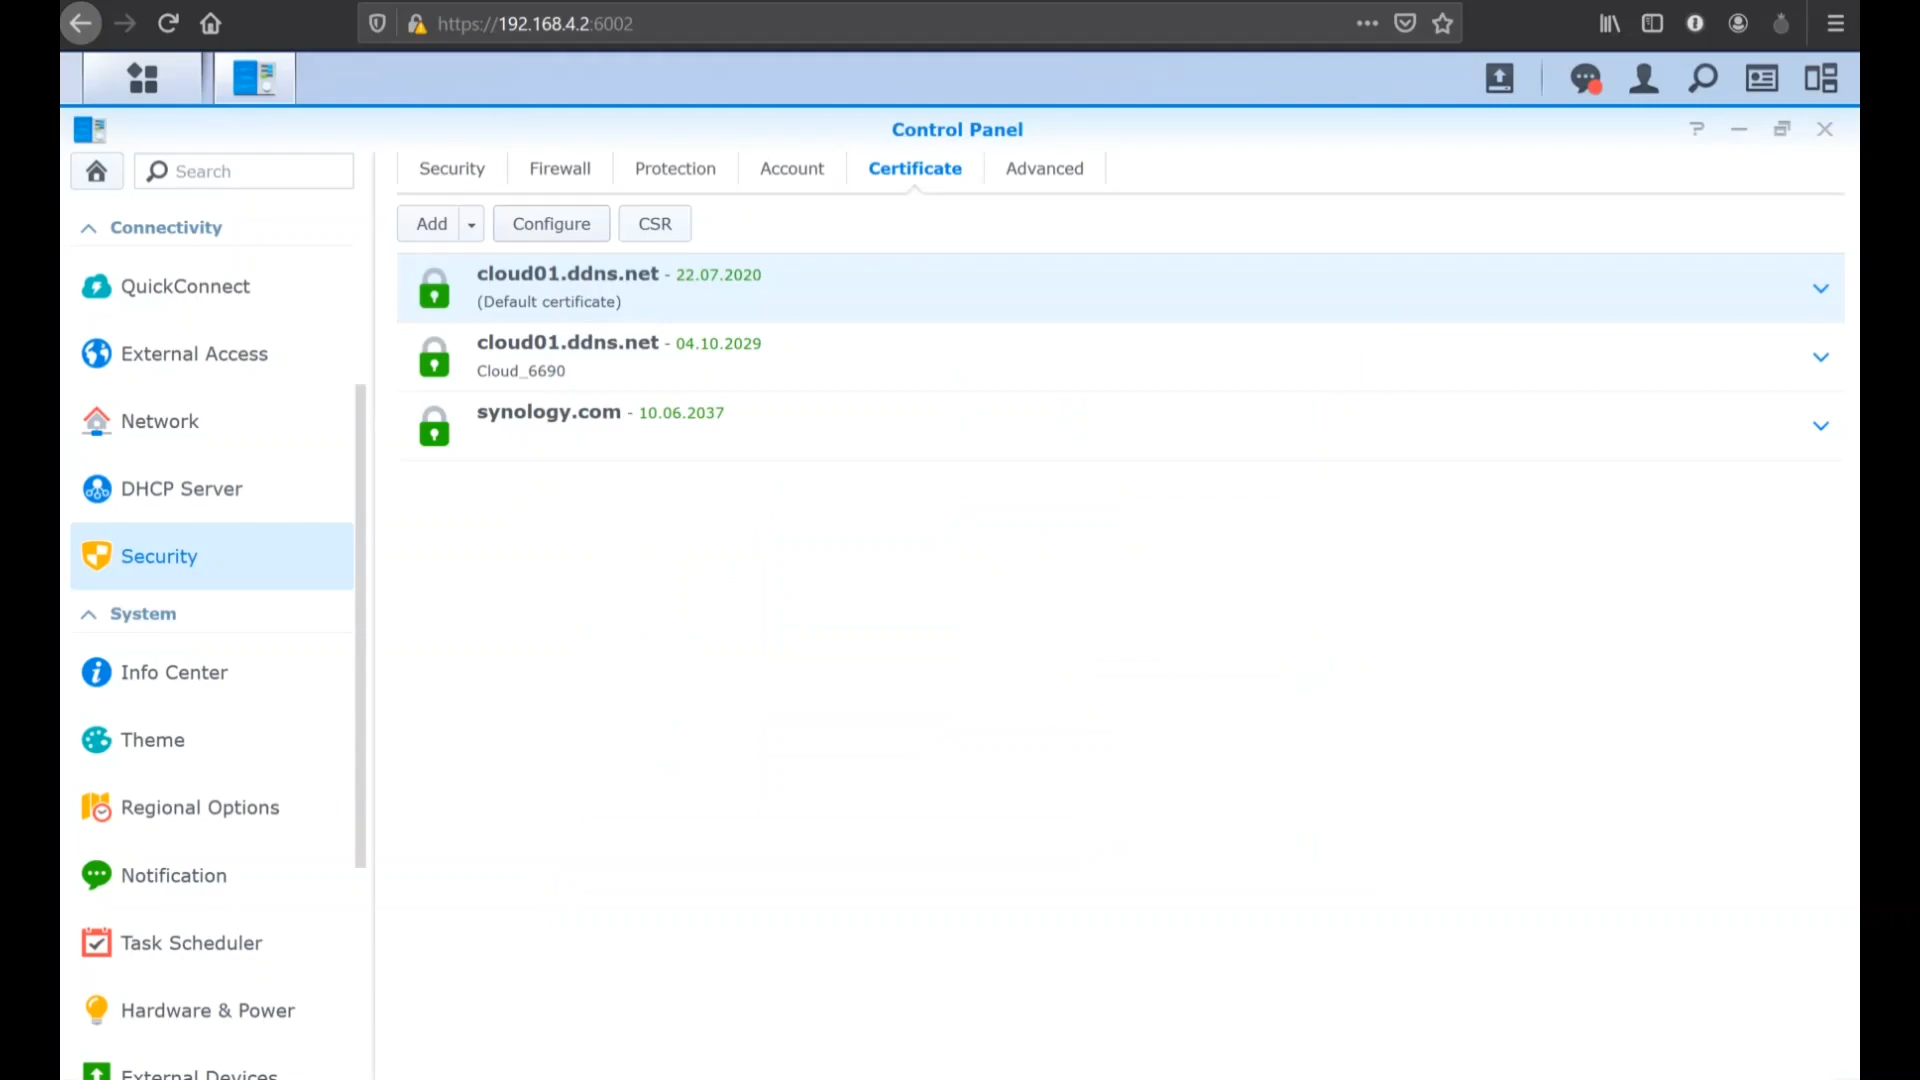 https://192.168.4.2:6002
Control Panel
Search
Security
Firewall
Protection
Account
Certificate
Advanced
Add
Configure
CSR
Connectivity
QuickConnect
External Access
Network
DHCP Server
Security
System
Info Center
Theme
Regional Options
Notification
Task Scheduler
Hardware & Power
External Devices
cloud01.ddns.net - 22.07.2020
(Default certificate)
cloud01.ddns.net - 04.10.2029
Cloud_6690
synology.com - 10.06.2037